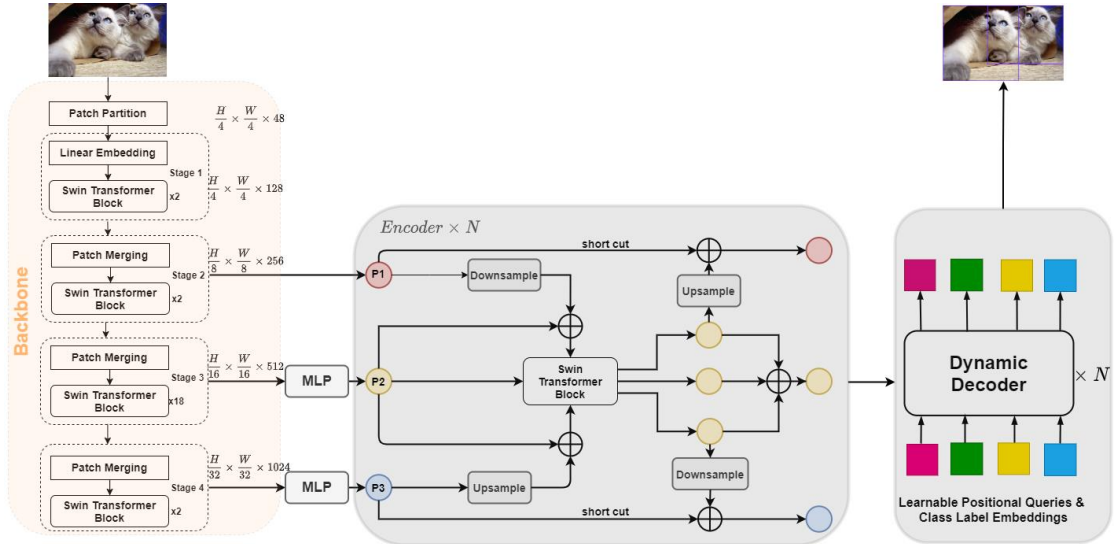 Backbone
Patch Partition
H/4 × W/4 × 48
Linear Embedding
Stage 1
Swin Transformer
Block
x2
H/4 × W/4 × 128
Patch Merging
Stage 2
Swin Transformer
Block
x2
H/8 × W/8 × 256
Patch Merging
Stage 3
Swin Transformer
Block
x18
H/16 × W/16 × 512
MLP
Patch Merging
Stage 4
Swin Transformer
Block
x2
H/32 × W/32 × 1024
MLP
Encoder × N
short cut
P1
Downsample
Upsample
P2
Swin
Transformer
Block
P3
Upsample
Downsample
short cut
Dynamic
Decoder
× N
Learnable Positional Queries &
Class Label Embeddings